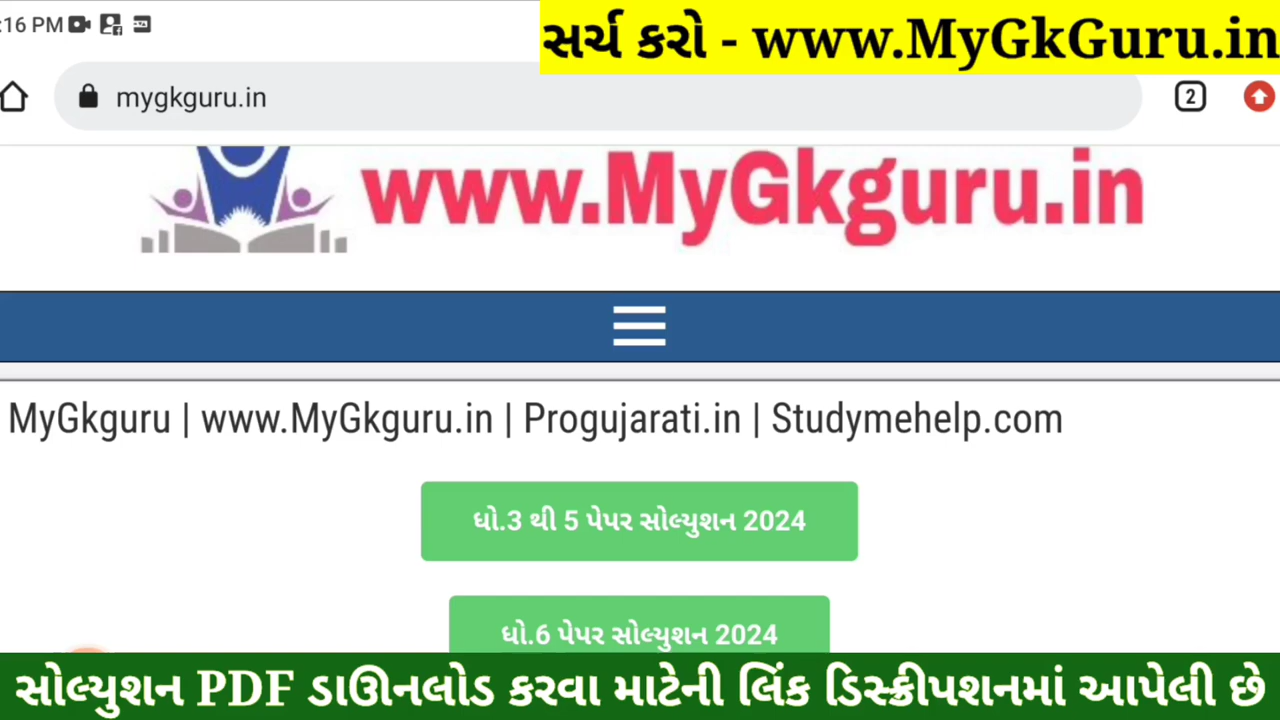 :16 PM
સર્ચ કરો - www.MyGkGuru.in
mygkguru.in
2
www.MyGkguru.in
MyGkguru | www.MyGkguru.in | Progujarati.in | Studymehelp.com
ધો.3 થી 5 પેપર સોલ્યુશન 2024
ધો.6 પેપર સોલ્યુશન 2024
સોલ્યુશન PDF ડાઊનલોડ કરવા માટેની લિંક ડિસ્ક્રીપશનમાં આપેલી છે